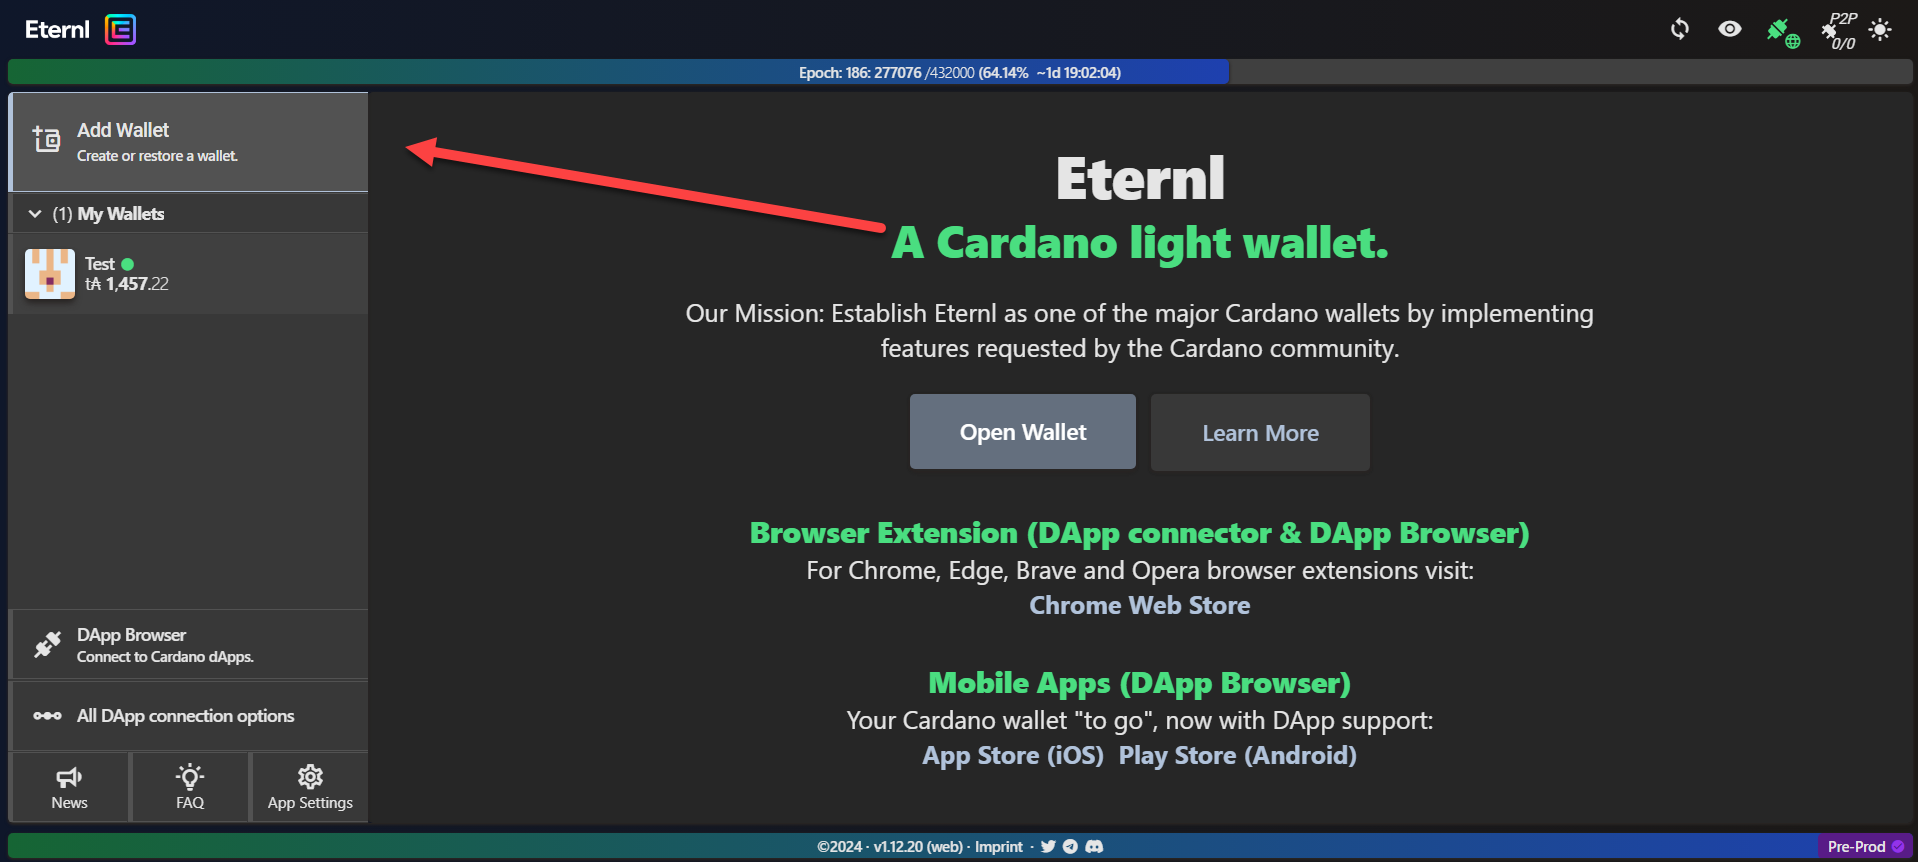 Eternl
P2P
0/0
Epoch: 186: 277076 /432000 (64.14% ~1d 19:02:04)
Add Wallet
Create or restore a wallet.
(1) My Wallets
Test
t₳ 1,457.22
DApp Browser
Connect to Cardano dApps.
All DApp connection options
News
FAQ
App Settings
Eternl
A Cardano light wallet.
Our Mission: Establish Eternl as one of the major Cardano wallets by implementing
features requested by the Cardano community.
Open Wallet
Learn More
Browser Extension (DApp connector & DApp Browser)
For Chrome, Edge, Brave and Opera browser extensions visit:
Chrome Web Store
Mobile Apps (DApp Browser)
Your Cardano wallet "to go", now with DApp support:
App Store (iOS) Play Store (Android)
©2024 · v1.12.20 (web) · Imprint ·
Pre-Prod